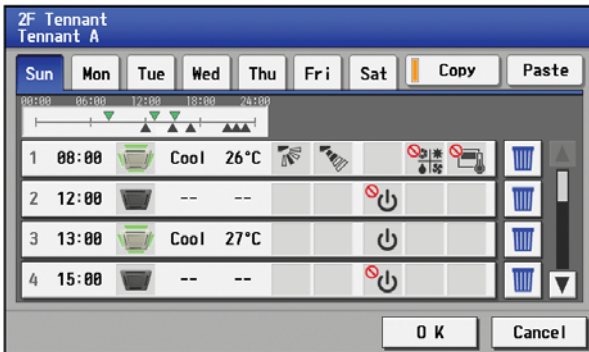 2F Tennant
Tennant A
Sun Mon Tue Wed Thu Fri Sat Copy Paste
00:00 06:00 12:00 18:00 24:00
1 08:00 Cool 26°C
2 12:00 -- --
3 13:00 Cool 27°C
4 15:00 -- --
OK Cancel